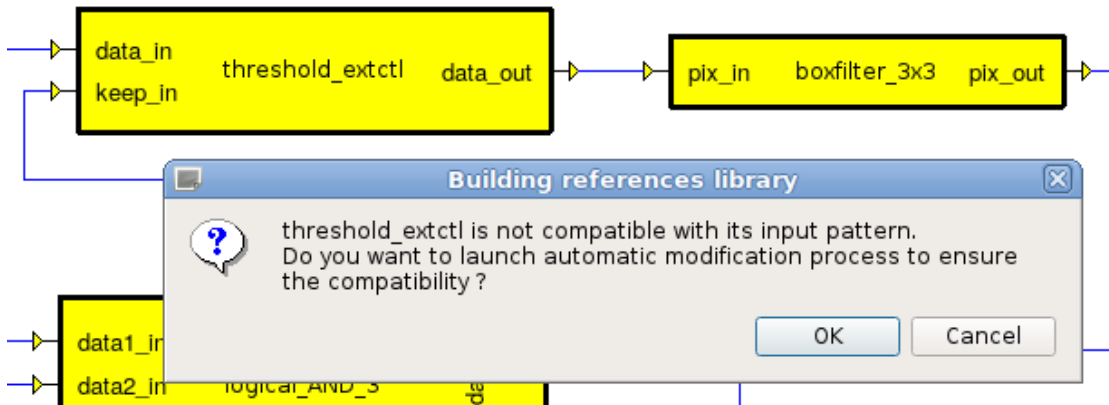 data_in
threshold_extctl
data_out
keep_in
pix_in
boxfilter_3x3
pix_out
Building references library
threshold_extctl is not compatible with its input pattern.
Do you want to launch automatic modification process to ensure
the compatibility ?
OK
Cancel
data1_in
data2_in
logical_AND_3
da